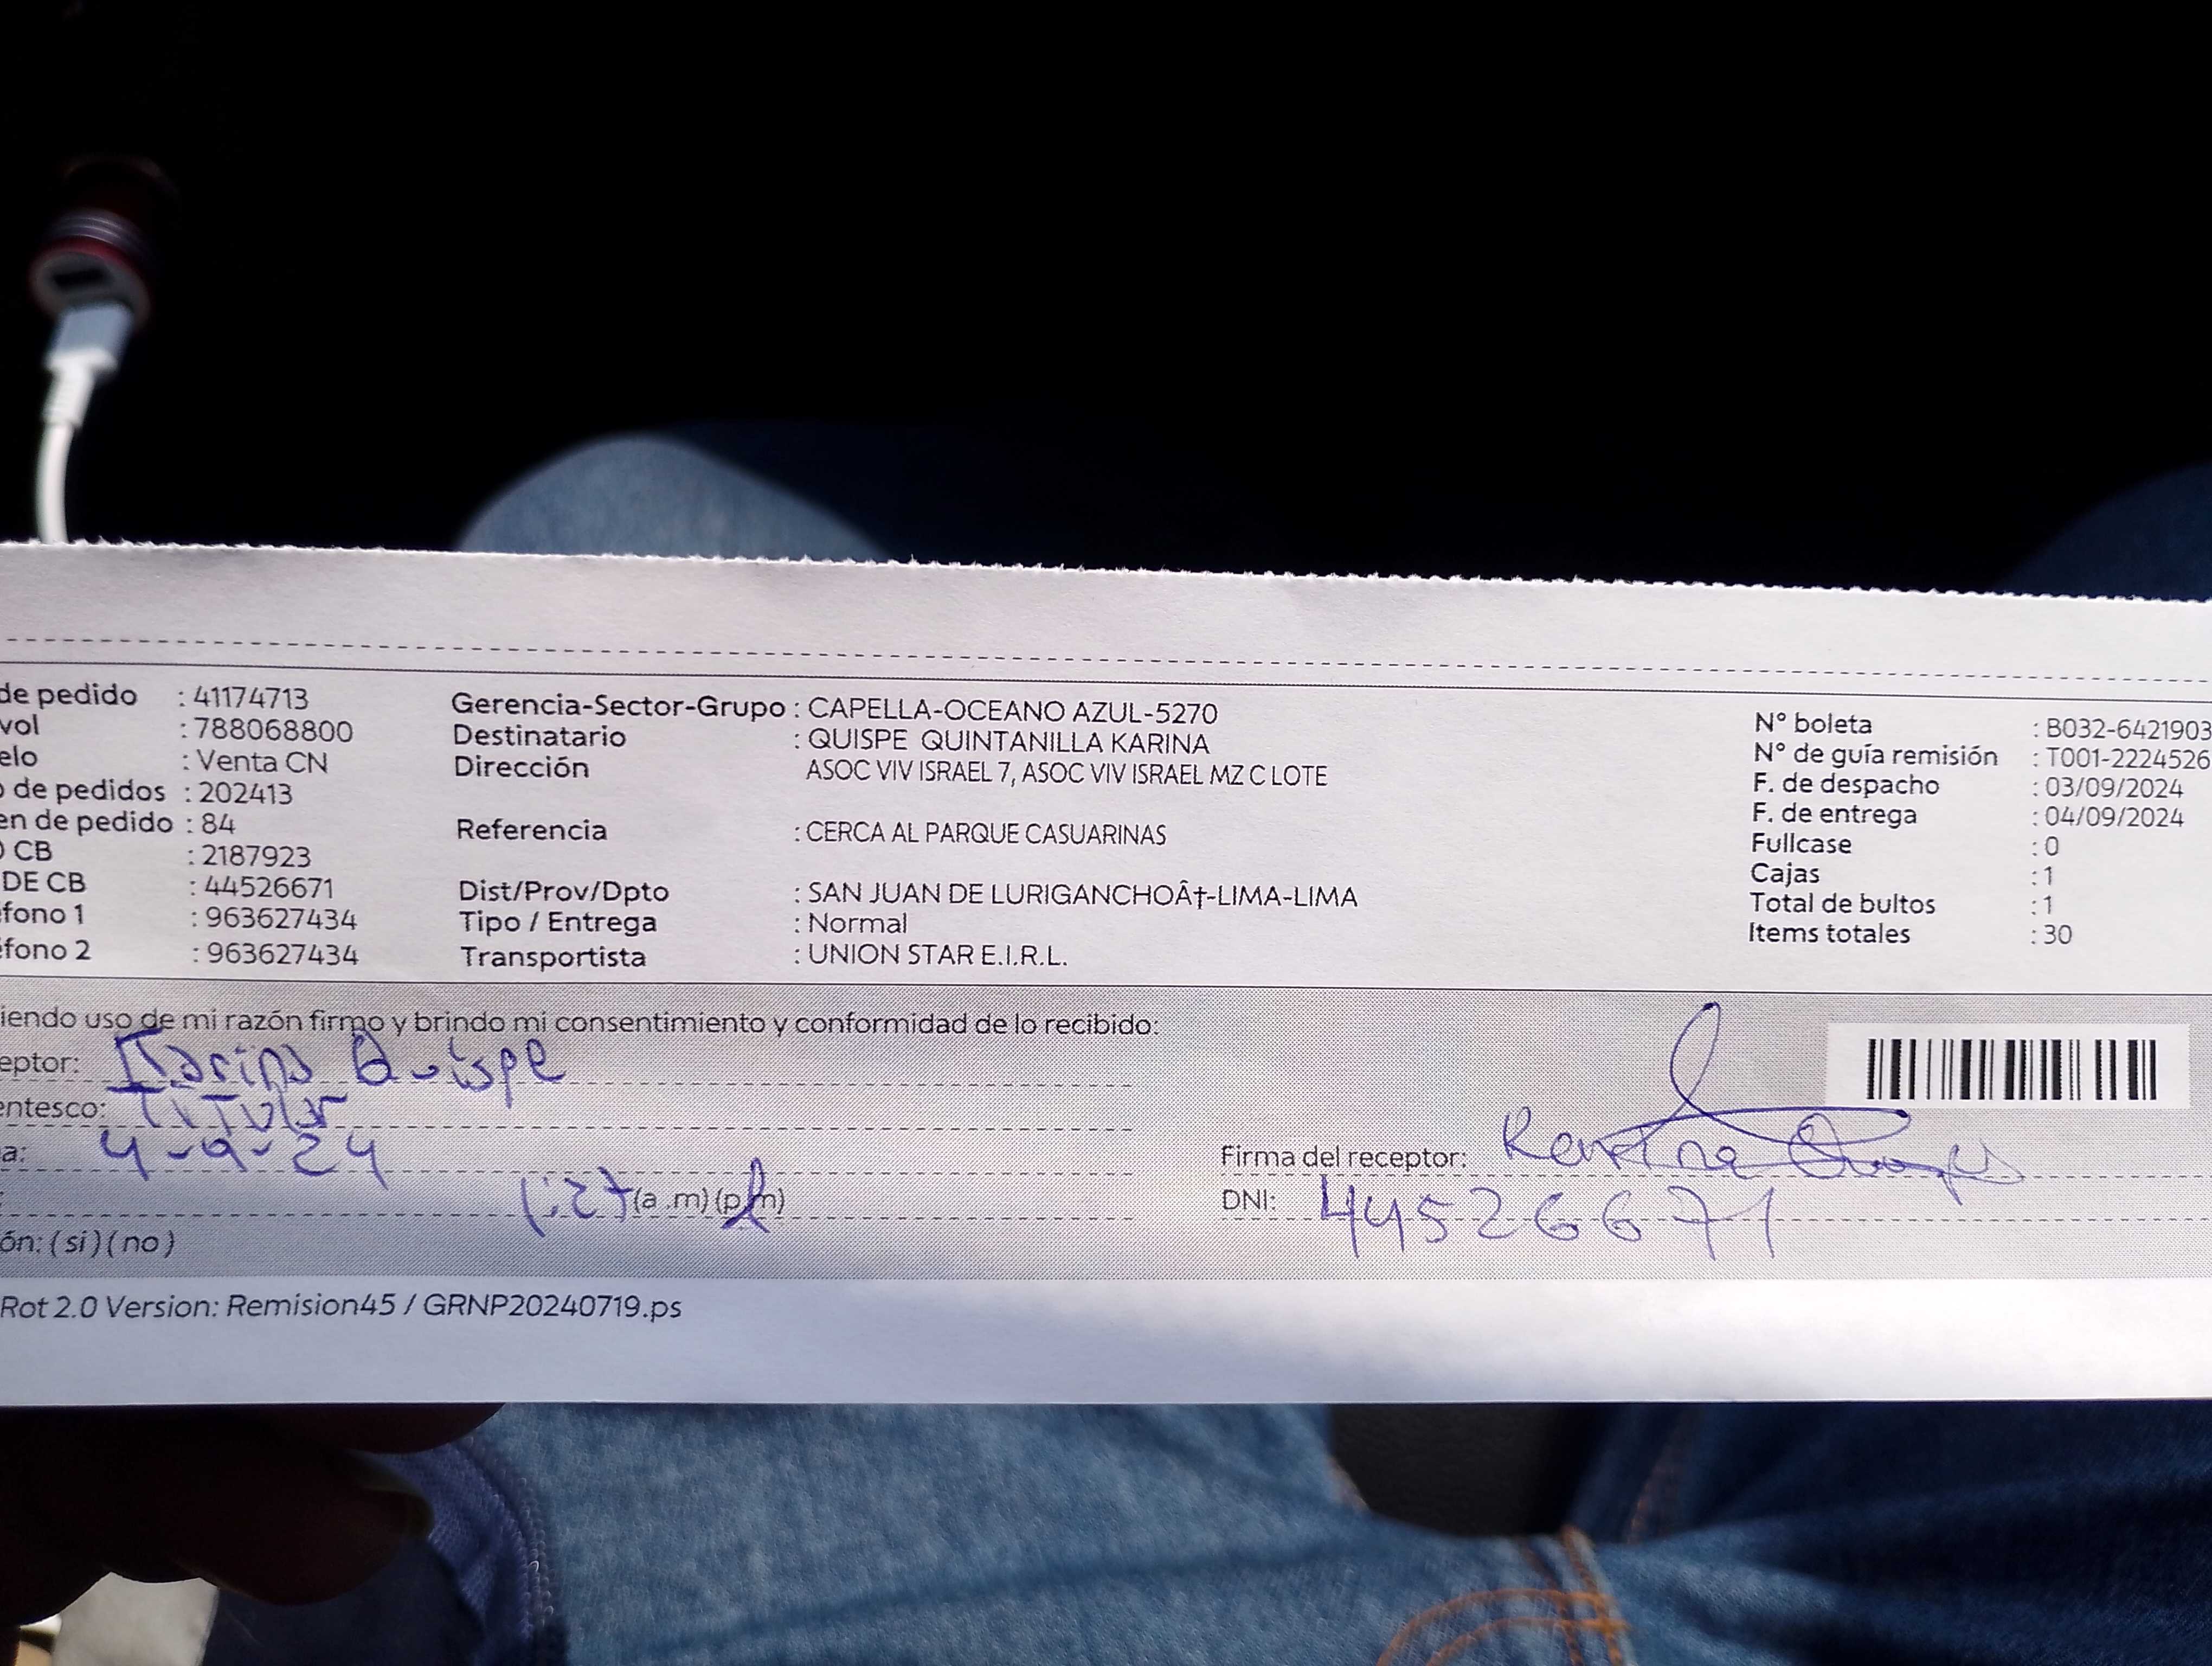 de pedido : 41174713 Gerencia-Sector-Grupo : CAPELLA-OCEANO AZUL-5270 N° boleta : B032-6421903
vol : 788068800 Destinatario : QUISPE QUINTANILLA KARINA N° de guía remisión : T001-2224526
elo : Venta CN Dirección ASOC VIV ISRAEL 7, ASOC VIV ISRAEL MZ C LOTE F. de despacho : 03/09/2024
de pedidos : 202413 F. de entrega : 04/09/2024
en de pedido : 84 Referencia : CERCA AL PARQUE CASUARINAS Fullcase : 0
CB : 2187923 Cajas : 1
DE CB : 44526671 Dist/Prov/Dpto : SAN JUAN DE LURIGANCHOÂ†-LIMA-LIMA Total de bultos : 1
fono 1 : 963627434 Tipo / Entrega : Normal Items totales : 30
éfono 2 : 963627434 Transportista : UNION STAR E.I.R.L.
iendo uso de mi razón firmo y brindo mi consentimiento y conformidad de lo recibido:
eptor: Karina Quispe
entesco: TITULar
a: 4-9-24 Firma del receptor: Karina Quispe
1:27 (a.m) (p.m) DNI: 44526671
ón: (si) (no)
Rot 2.0 Version: Remision45 / GRNP20240719.ps